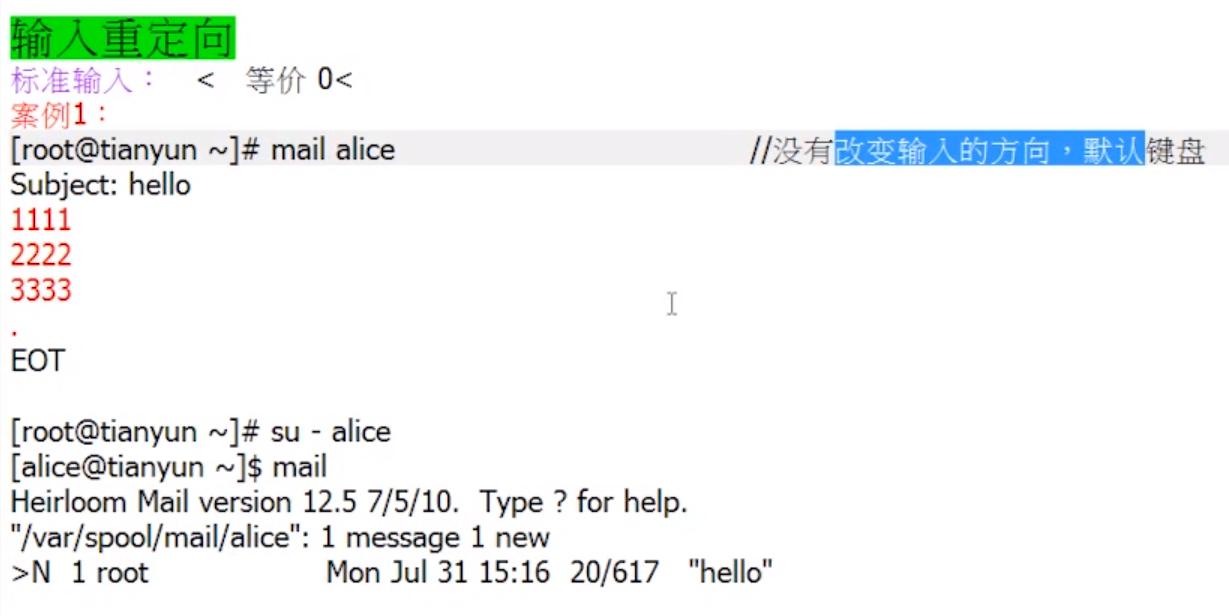 输入重定向
标准输入： < 等价 0<
案例1：
[root@tianyun ~]# mail alice //没有改变输入的方向，默认键盘
Subject: hello
1111
2222
3333
.
EOT
[root@tianyun ~]# su - alice
[alice@tianyun ~]$ mail
Heirloom Mail version 12.5 7/5/10. Type ? for help.
"/var/spool/mail/alice": 1 message 1 new
>N 1 root Mon Jul 31 15:16 20/617 "hello"